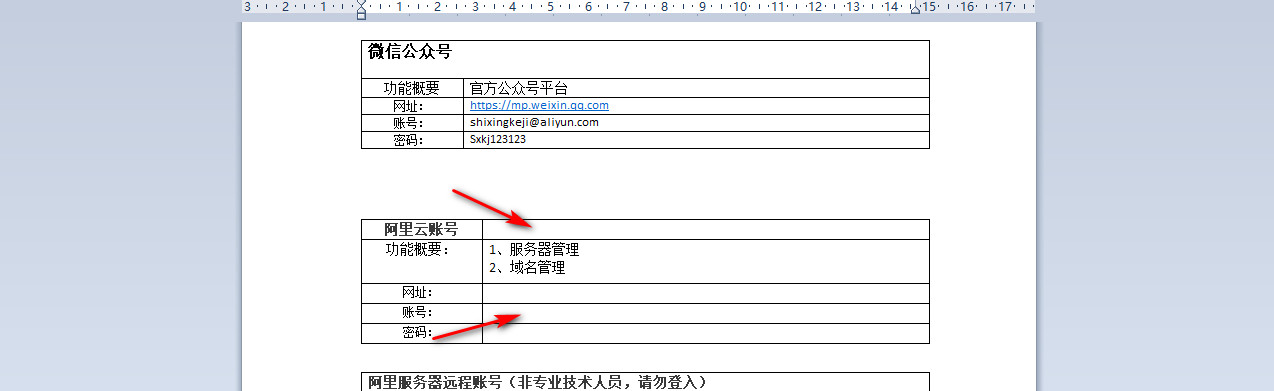 3 2 1 1 2 3 4 5 6 7 8 9 10 11 12 13 14 15 16 17
微信公众号
功能概要 官方公众号平台
网址： https://mp.weixin.qq.com
账号： shixingkeji@aliyun.com
密码： Sxkj123123
阿里云账号
功能概要： 1、服务器管理
2、域名管理
网址：
账号：
密码：
阿里服务器远程账号（非专业技术人员，请勿登入）